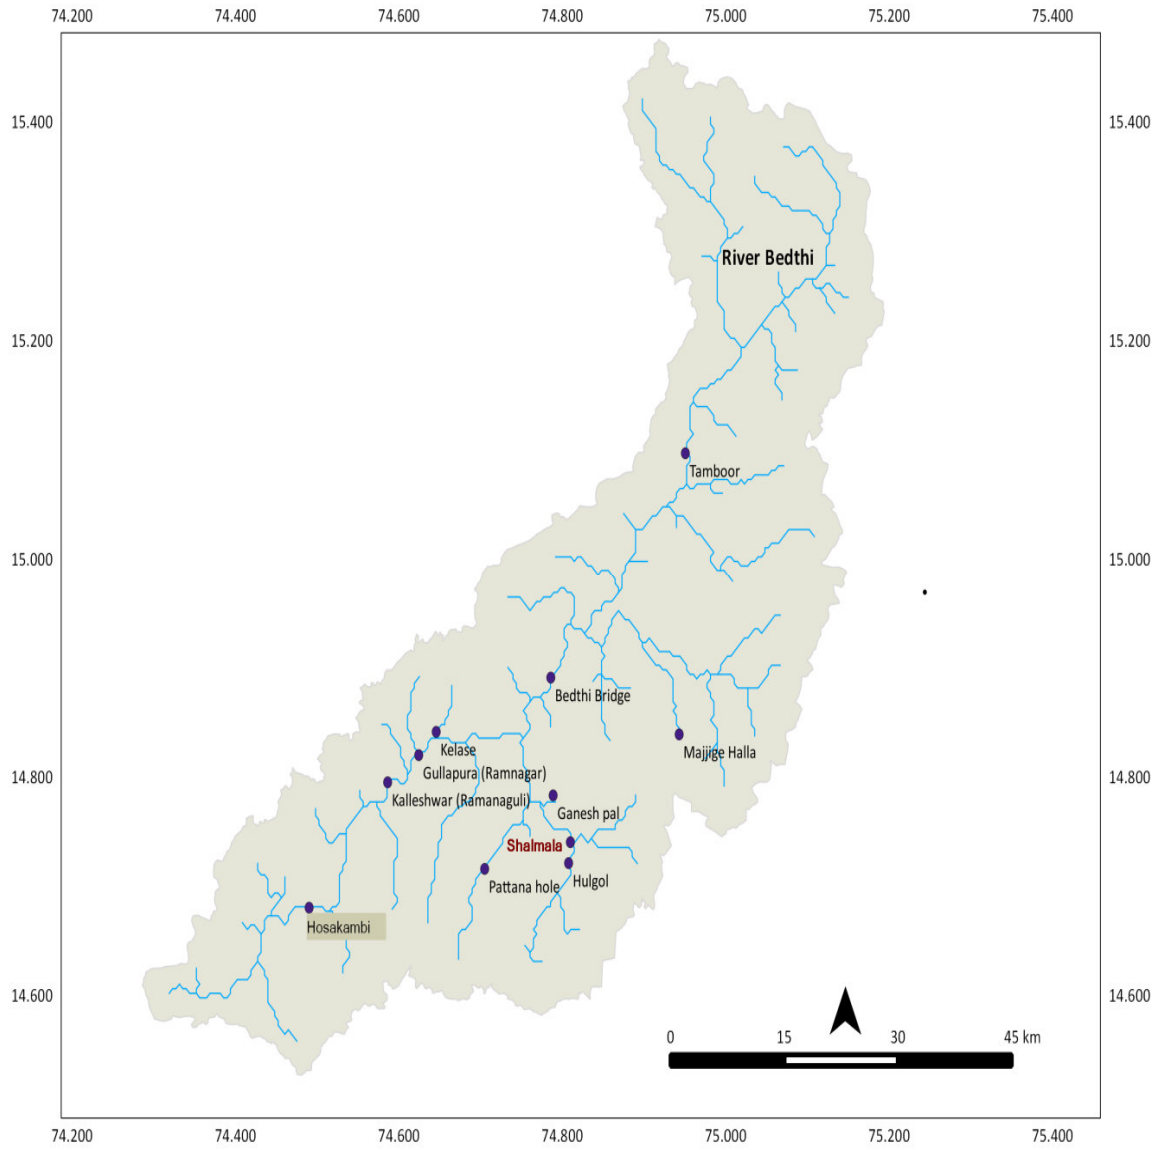 74.200 74.400 74.600 74.800 75.000 75.200 75.400
15.400 15.400
River Bedthi
15.200 15.200
Tamboor
15.000 15.000
Bedthi Bridge
Kelase Majjige Halla
Gullapura (Ramnagar)
14.800 14.800
Kalleshwar (Ramanaguli)
Ganesh pal
Shalmala
Hulgol
Pattana hole
Hosakambi
14.600 14.600
0 15 30 45 km
74.200 74.400 74.600 74.800 75.000 75.200 75.400